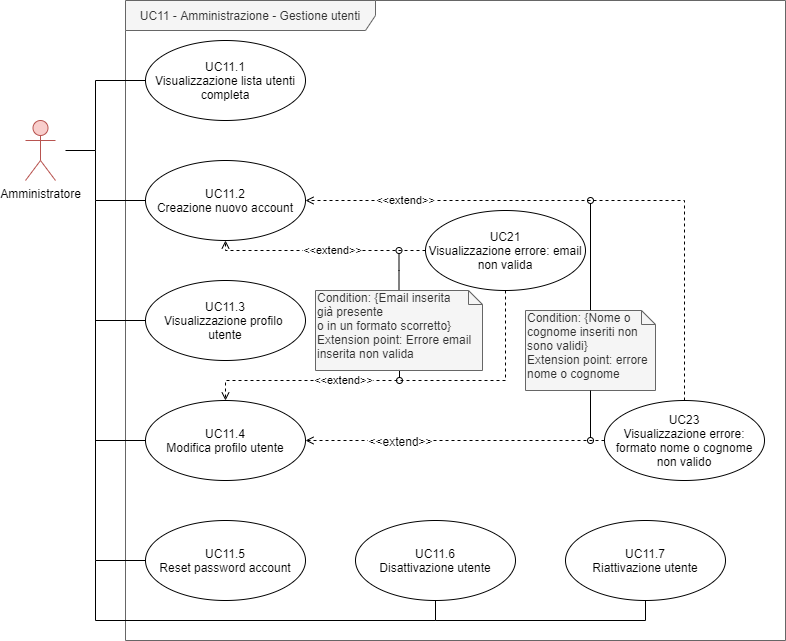 UC11 - Amministrazione - Gestione utenti
UC11.1
Visualizzazione lista utenti
completa
Amministratore
UC11.2
Creazione nuovo account
<<extend>>
UC21
Visualizzazione errore: email
non valida
<<extend>>
UC11.3
Visualizzazione profilo
utente
Condition: {Email inserita
già presente
o in un formato scorretto}
Extension point: Errore email
inserita non valida
Condition: {Nome o
cognome inseriti non
sono validi}
Extension point: errore
nome o cognome
<<extend>>
UC11.4
Modifica profilo utente
<<extend>>
UC23
Visualizzazione errore:
formato nome o cognome
non valido
UC11.5
Reset password account
UC11.6
Disattivazione utente
UC11.7
Riattivazione utente